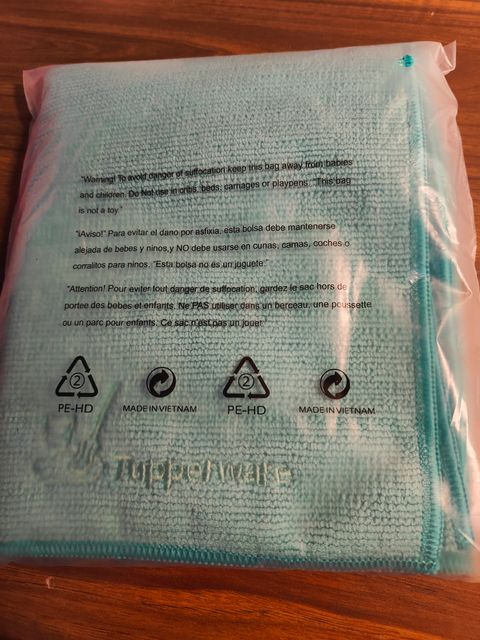 "Warning! To avoid danger of suffocation keep this bag away from babies
and children. Do Not use in cribs, beds, carriages or playpens. "This bag
is not a toy"
"¡Aviso!" Para evitar el dano por asfixia, esta bolsa debe mantenerse
alejada de bebes y ninos,y NO debe usarse en cunas, camas, coches o
corralitos para ninos. "Esta bolsa no es un juguete."
"Attention! Pour eviter tout danger de suffocation, gardez le sac hors de
portee des bebes et enfants. Ne PAS utiliser dans un berceau, une poussette
ou un parc pour enfants. Ce sac n'est pas un jouet."
2 2
PE-HD MADE IN VIETNAM PE-HD MADE IN VIETNAM
Tupperware